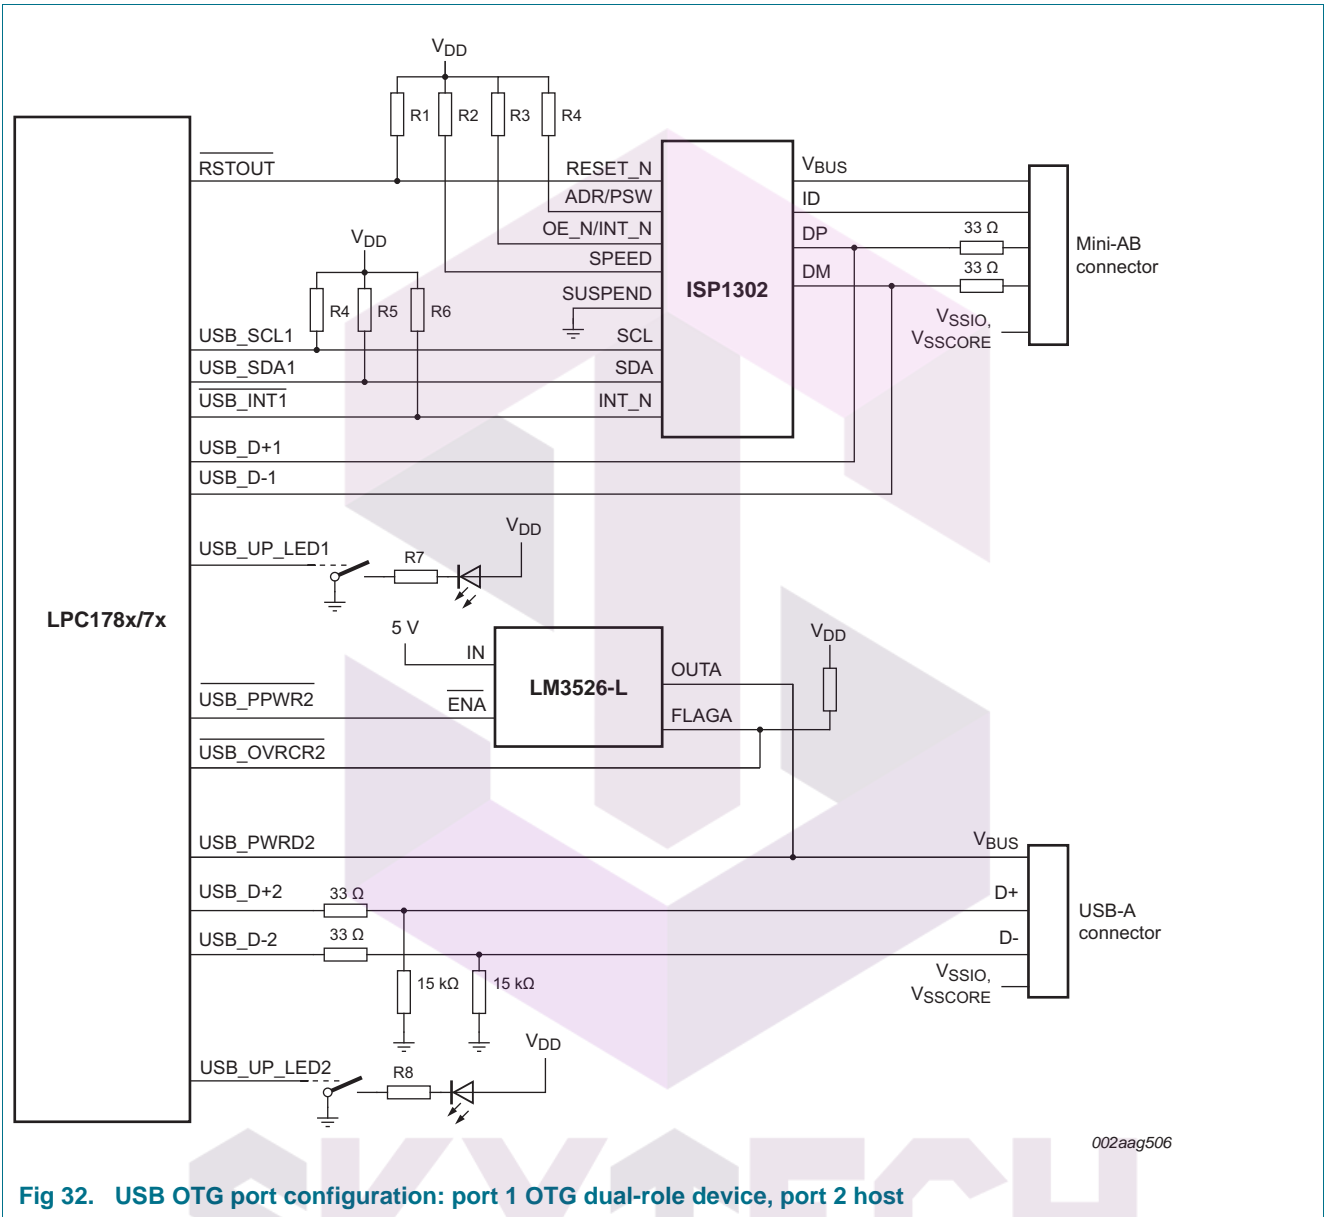 VDD
R1 R2 R3 R4
RSTOUT
RESET_N
ADR/PSW
OE_N/INT_N
SPEED
SUSPEND
SCL
SDA
INT_N
ISP1302
VBUS
ID
DP
DM
33 Ω
33 Ω
VSSIO,
VSSCORE
Mini-AB
connector
VDD
R4 R5 R6
USB_SCL1
USB_SDA1
USB_INT1
USB_D+1
USB_D-1
USB_UP_LED1
R7
VDD
LPC178x/7x
5 V
IN
ENA
LM3526-L
OUTA
FLAGA
VDD
USB_PPWR2
USB_OVRCR2
USB_PWRD2
USB_D+2
33 Ω
USB_D-2
33 Ω
15 kΩ
15 kΩ
VBUS
D+
D-
VSSIO,
VSSCORE
USB-A
connector
USB_UP_LED2
R8
VDD
002aag506
SKYTECH
Fig 32. USB OTG port configuration: port 1 OTG dual-role device, port 2 host